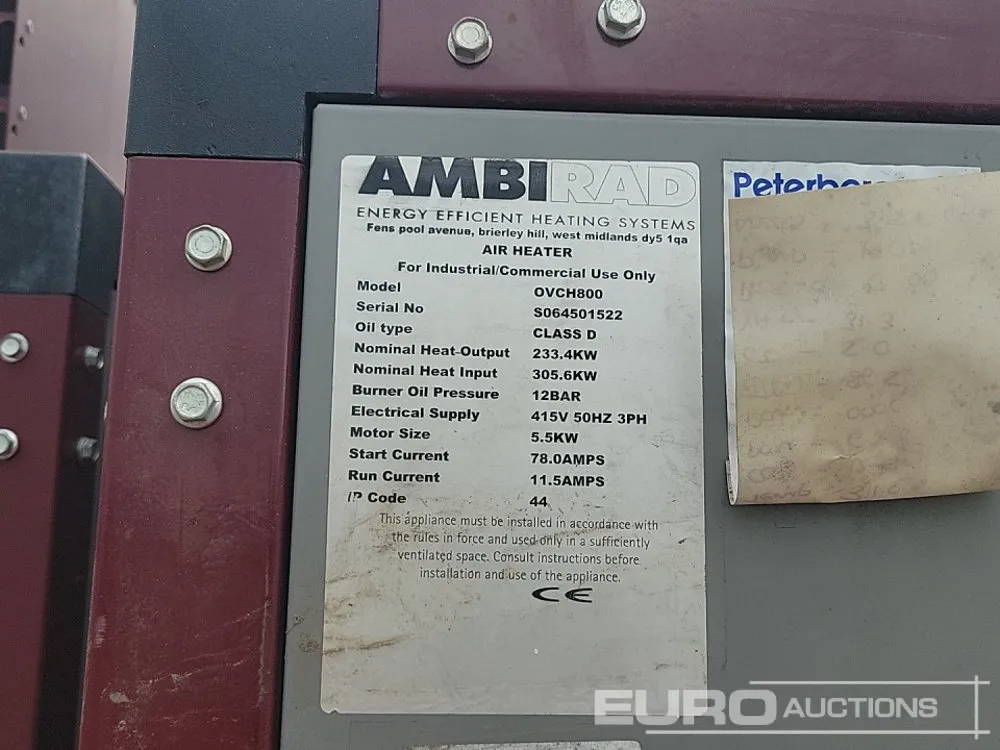 AMBIRAD
ENERGY EFFICIENT HEATING SYSTEMS
Fens pool avenue, brierley hill, west midlands dy5 1qa
AIR HEATER
For Industrial/Commercial Use Only
Model OVCH800
Serial No S064501522
Oil type CLASS D
Nominal Heat-Output 233.4KW
Nominal Heat Input 305.6KW
Burner Oil Pressure 12BAR
Electrical Supply 415V 50HZ 3PH
Motor Size 5.5KW
Start Current 78.0AMPS
Run Current 11.5AMPS
IP Code 44
This appliance must be installed in accordance with
the rules in force and used only in a sufficiently
ventilated space. Consult instructions before
installation and use of the appliance.
CE
EURO AUCTIONS